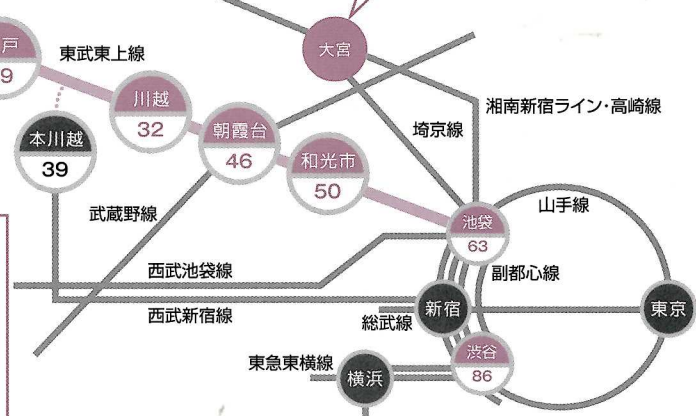 大宮
戸
9
東武東上線
川越
32
湘南新宿ライン・高崎線
本川越
39
朝霞台
46
埼京線
和光市
50
武蔵野線
池袋
63
山手線
西武池袋線
副都心線
西武新宿線
新宿
東京
総武線
東急東横線
横浜
渋谷
86